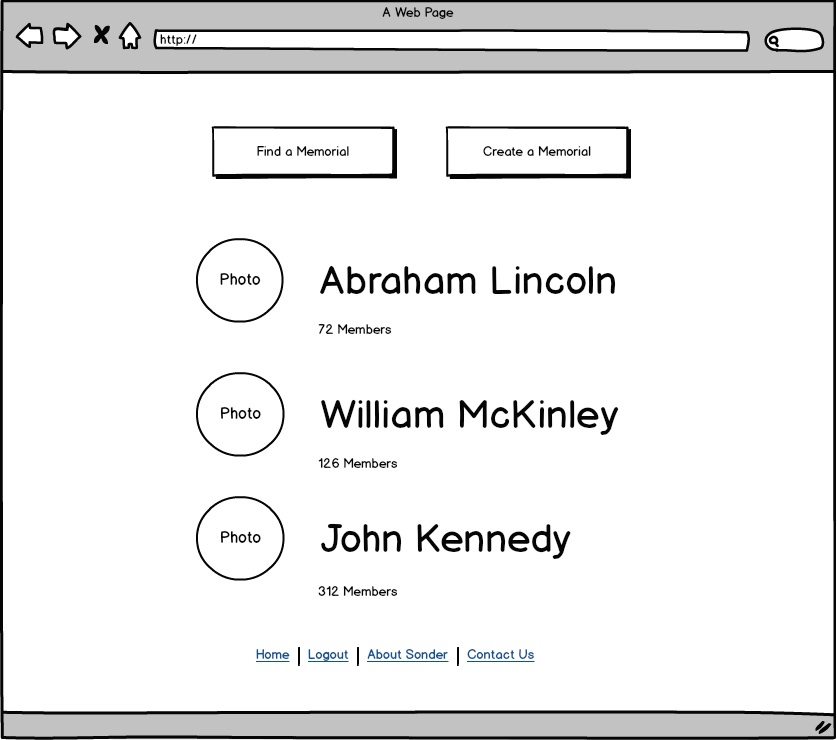 A Web Page
http://
Find a Memorial Create a Memorial
Photo
Abraham Lincoln
72 Members
Photo
William McKinley
126 Members
Photo
John Kennedy
312 Members
Home Logout About Sonder Contact Us